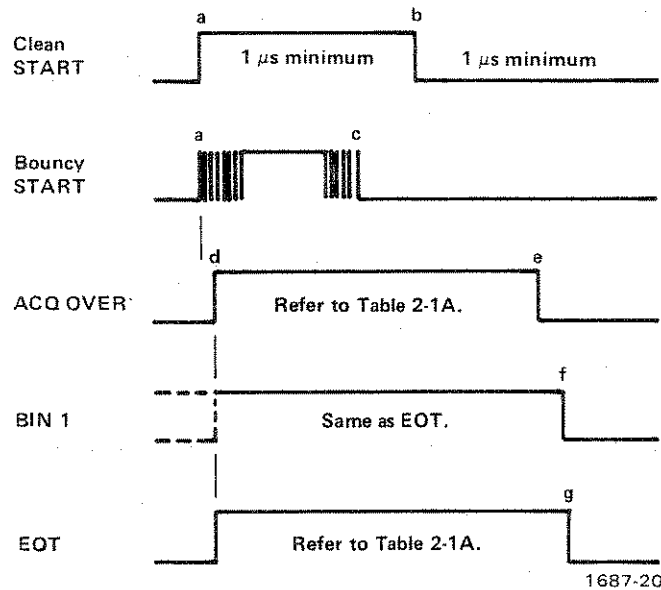 a b
Clean
START
1 μs minimum 1 μs minimum
a c
Bouncy
START
d e
ACQ OVER
Refer to Table 2-1A.
f
BIN 1
Same as EOT.
g
EOT
Refer to Table 2-1A.
1687-20